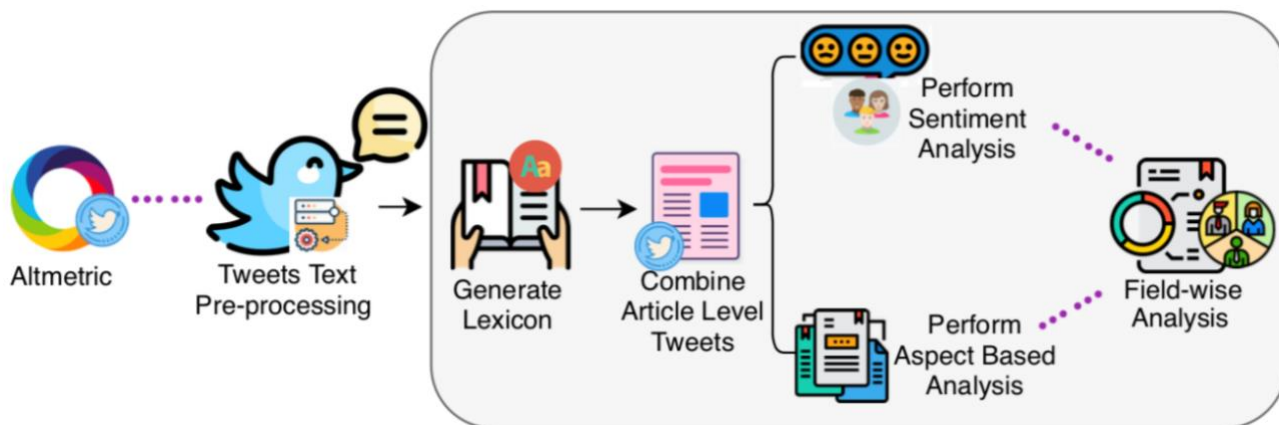 Altmetric
Tweets Text
Pre-processing
Aa
Generate
Lexicon
Combine
Article Level
Tweets
Perform
Sentiment
Analysis
Perform
Aspect Based
Analysis
Field-wise
Analysis